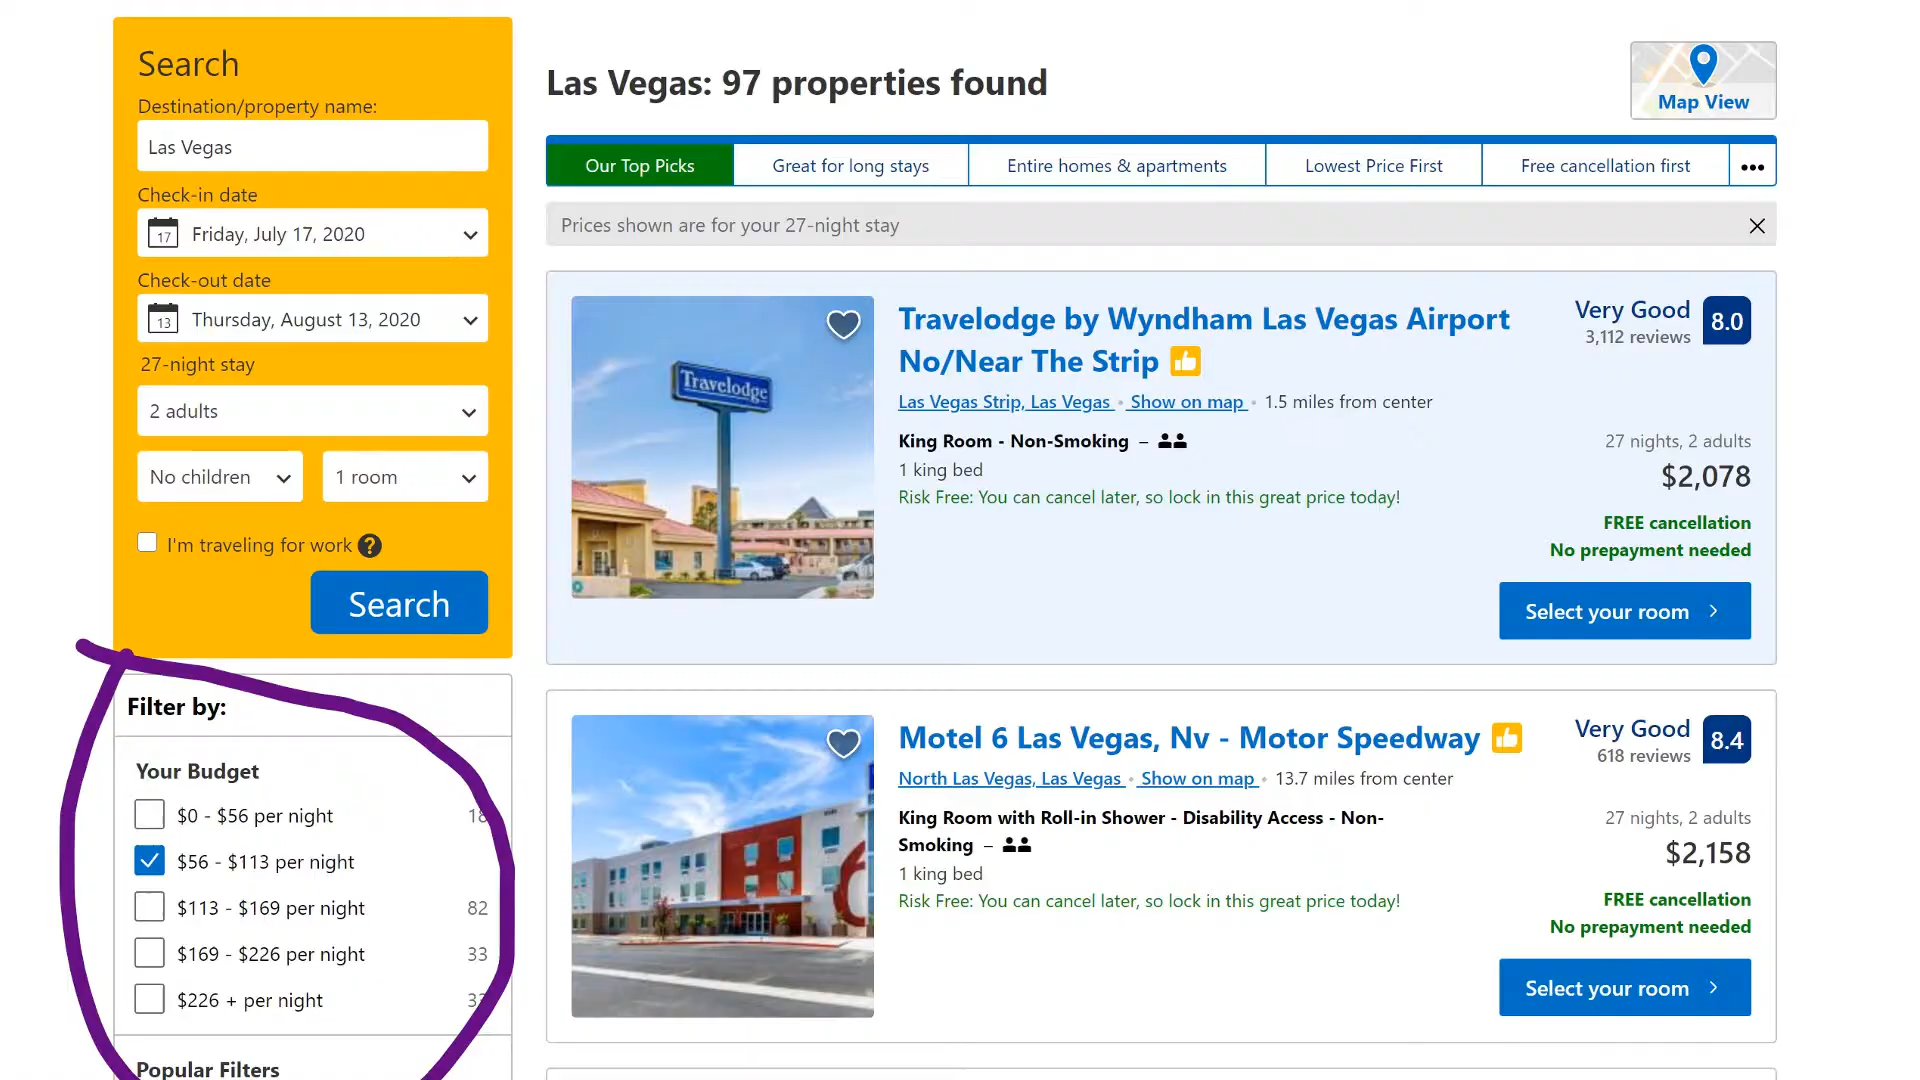 Search
Destination/property name:
Las Vegas
Check-in date
17
Friday, July 17, 2020
Check-out date
13
Thursday, August 13, 2020
27-night stay
2 adults
No children
1 room
I'm traveling for work ?
Search
Filter by:
Your Budget
$0 - $56 per night
$56 - $113 per night
$113 - $169 per night 82
$169 - $226 per night 33
$226 + per night
Popular Filters
Las Vegas: 97 properties found
Map View
Our Top Picks
Great for long stays
Entire homes & apartments
Lowest Price First
Free cancellation first
Prices shown are for your 27-night stay
Travelodge
Travelodge by Wyndham Las Vegas Airport
No/Near The Strip
Las Vegas Strip, Las Vegas • Show on map • 1.5 miles from center
King Room - Non-Smoking –
1 king bed
Risk Free: You can cancel later, so lock in this great price today!
Very Good 8.0
3,112 reviews
27 nights, 2 adults
$2,078
FREE cancellation
No prepayment needed
Select your room
Motel 6 Las Vegas, Nv - Motor Speedway
North Las Vegas, Las Vegas • Show on map • 13.7 miles from center
King Room with Roll-in Shower - Disability Access - Non-
Smoking –
1 king bed
Risk Free: You can cancel later, so lock in this great price today!
Very Good 8.4
618 reviews
27 nights, 2 adults
$2,158
FREE cancellation
No prepayment needed
Select your room